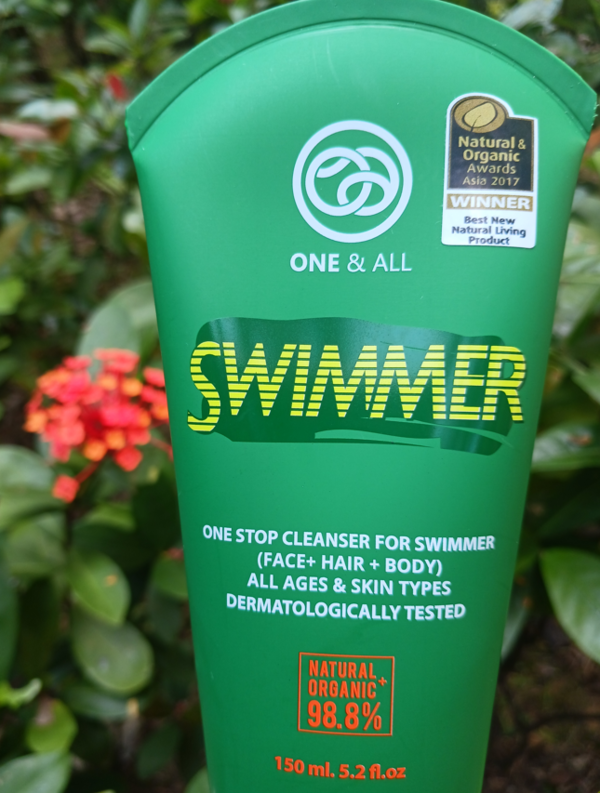 ONE & ALL
Natural &
Organic
Awards
Asia 2017
WINNER
Best New
Natural Living
Product
SWIMMER
ONE STOP CLEANSER FOR SWIMMER
(FACE+ HAIR + BODY)
ALL AGES & SKIN TYPES
DERMATOLOGICALLY TESTED
NATURAL+
ORGANIC
98.8%
150 ml. 5.2 fl.oz